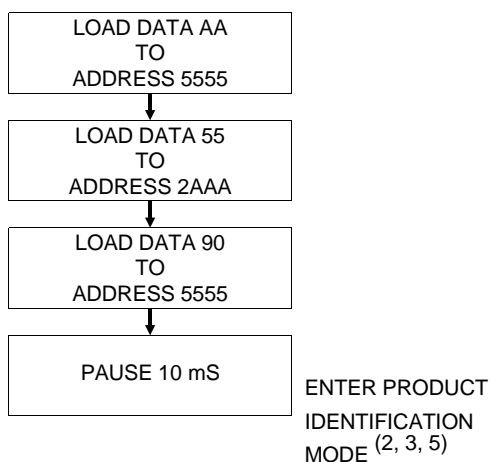 LOAD DATA AA
TO
ADDRESS 5555
LOAD DATA 55
TO
ADDRESS 2AAA
LOAD DATA 90
TO
ADDRESS 5555
PAUSE 10 mS
ENTER PRODUCT
IDENTIFICATION
MODE (2, 3, 5)